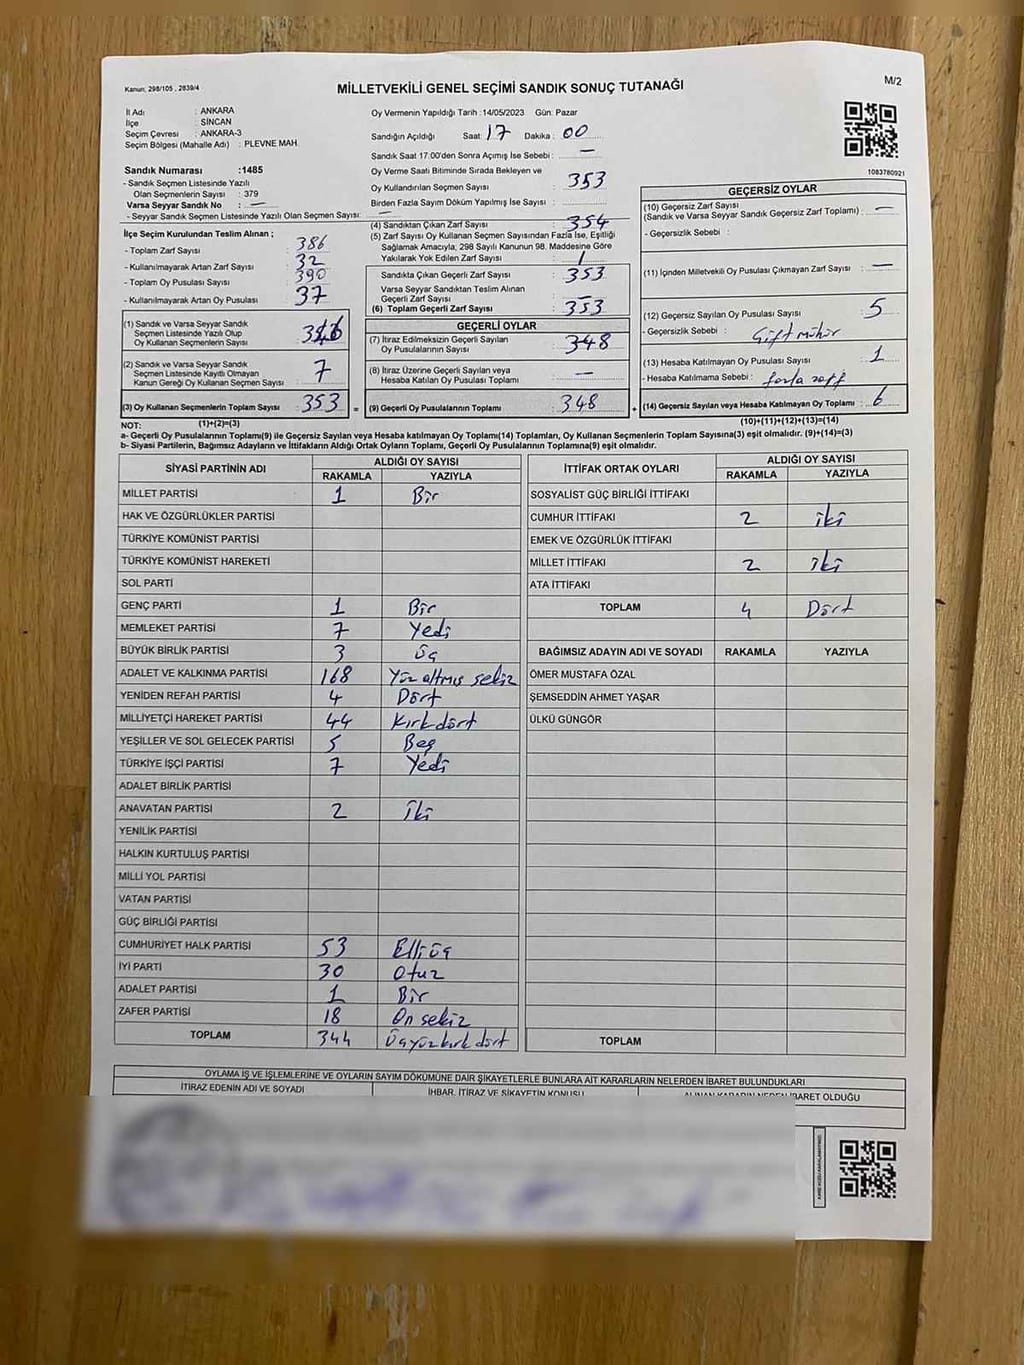 Kanun, 298/105 , 2839/4
MİLLETVEKİLİ GENEL SEÇİMİ SANDIK SONUÇ TUTANAĞI
M/2
İl Adı : ANKARA
İlçe : SİNCAN
Seçim Çevresi : ANKARA-3
Seçim Bölgesi (Mahalle Adı) : PLEVNE MAH.
Oy Vermenin Yapıldığı Tarih :14/05/2023 Gün: Pazar
Sandığın Açıldığı Saat: 17 Dakika : 00
Sandık Saat 17:00'den Sonra Açımış İse Sebebi : —
Oy Verme Saati Bitiminde Sırada Bekleyen ve
Oy Kullandırılan Seçmen Sayısı : 353
Birden Fazla Sayım Döküm Yapılmış İse Sayısı :
1083780921
Sandık Numarası :1485
- Sandık Seçmen Listesinde Yazılı
Olan Seçmenlerin Sayısı : 379
Varsa Seyyar Sandık No : —
- Seyyar Sandık Seçmen Listesinde Yazılı Olan Seçmen Sayısı: —
İlçe Seçim Kurulundan Teslim Alınan ;
- Toplam Zarf Sayısı : 386
- Kullanılmayarak Artan Zarf Sayısı : 32
- Toplam Oy Pusulası Sayısı : 390
- Kullanılmayarak Artan Oy Pusulası : 37
(1) Sandık ve Varsa Seyyar Sandık
Seçmen Listesinde Yazılı Olup
Oy Kullanan Seçmenlerin Sayısı : 346
(2) Sandık ve Varsa Seyyar Sandık
Seçmen Listesinde Kayıtlı Olmayan
Kanun Gereği Oy Kullanan Seçmen Sayısı : 7
(3) Oy Kullanan Seçmenlerin Toplam Sayısı : 353 =
(1)+(2)=(3)
(4) Sandıktan Çıkan Zarf Sayısı : 354
(5) Zarf Sayısı Oy Kullanan Seçmen Sayısından Fazla İse, Eşitliği
Sağlamak Amacıyla; 298 Sayılı Kanunun 98. Maddesine Göre
Yakılarak Yok Edilen Zarf Sayısı : 1
Sandıkta Çıkan Geçerli Zarf Sayısı : 353
Varsa Seyyar Sandıktan Teslim Alınan
Geçerli Zarf Sayısı : —
(6) Toplam Geçerli Zarf Sayısı : 353
GEÇERLİ OYLAR
(7) İtiraz Edilmeksizin Geçerli Sayılan
Oy Pusulalarının Sayısı : 348
(8) İtiraz Üzerine Geçerli Sayılan veya
Hesaba Katılan Oy Pusulası Toplamı : —
(9) Geçerli Oy Pusulalarının Toplamı : 348 +
GEÇERSİZ OYLAR
(10) Geçersiz Zarf Sayısı
(Sandık ve Varsa Seyyar Sandık Geçersiz Zarf Toplamı) : —
- Geçersizlik Sebebi :
(11) İçinden Milletvekili Oy Pusulası Çıkmayan Zarf Sayısı : —
(12) Geçersiz Sayılan Oy Pusulası Sayısı : 5
- Geçersizlik Sebebi : Çift mühür
(13) Hesaba Katılmayan Oy Pusulası Sayısı : 1
- Hesaba Katılmama Sebebi : fazla zarf
(14) Geçersiz Sayılan veya Hesaba Katılmayan Oy Toplamı : 6
(10)+(11)+(12)+(13)=(14)
NOT:
a- Geçerli Oy Pusulalarının Toplamı(9) ile Geçersiz Sayılan veya Hesaba katılmayan Oy Toplamı(14) Toplamları, Oy Kullanan Seçmenlerin Toplam Sayısına(3) eşit olmalıdır. (9)+(14)=(3)
b- Siyasi Partilerin, Bağımsız Adayların ve İttifakların Aldığı Ortak Oyların Toplamı, Geçerli Oy Pusulalarının Toplamına(9) eşit olmalıdır.
SİYASİ PARTİNİN ADI ALDIĞI OY SAYISI
RAKAMLA YAZIYLA
MİLLET PARTİSİ 1 Bir
HAK VE ÖZGÜRLÜKLER PARTİSİ
TÜRKİYE KOMÜNİST PARTİSİ
TÜRKİYE KOMÜNİST HAREKETİ
SOL PARTİ
GENÇ PARTİ 1 Bir
MEMLEKET PARTİSİ 7 Yedi
BÜYÜK BİRLİK PARTİSİ 3 Üç
ADALET VE KALKINMA PARTİSİ 168 Yüz altmış sekiz
YENİDEN REFAH PARTİSİ 4 Dört
MİLLİYETÇİ HAREKET PARTİSİ 44 Kırk dört
YEŞİLLER VE SOL GELECEK PARTİSİ 5 Beş
TÜRKİYE İŞÇİ PARTİSİ 7 Yedi
ADALET BİRLİK PARTİSİ
ANAVATAN PARTİSİ 2 İki
YENİLİK PARTİSİ
HALKIN KURTULUŞ PARTİSİ
MİLLİ YOL PARTİSİ
VATAN PARTİSİ
GÜÇ BİRLİĞİ PARTİSİ
CUMHURİYET HALK PARTİSİ 53 Elli üç
İYİ PARTİ 30 Otuz
ADALET PARTİSİ 1 Bir
ZAFER PARTİSİ 18 On sekiz
TOPLAM 344 Üçyüz kırk dört
İTTİFAK ORTAK OYLARI ALDIĞI OY SAYISI
RAKAMLA YAZIYLA
SOSYALİST GÜÇ BİRLİĞİ İTTİFAKI
CUMHUR İTTİFAKI 2 iki
EMEK VE ÖZGÜRLÜK İTTİFAKI
MİLLET İTTİFAKI 2 iki
ATA İTTİFAKI
TOPLAM 4 Dört
BAĞIMSIZ ADAYIN ADI VE SOYADI RAKAMLA YAZIYLA
ÖMER MUSTAFA ÖZAL
ŞEMSEDDİN AHMET YAŞAR
ÜLKÜ GÜNGÖR
TOPLAM
OYLAMA İŞ VE İŞLEMLERİNE VE OYLARIN SAYIM DÖKÜMÜNE DAİR ŞİKAYETLERLE BUNLARA AİT KARARLARIN NELERDEN İBARET BULUNDUKLARI
İTİRAZ EDENİN ADI VE SOYADI İHBAR, İTİRAZ VE ŞİKAYETİN KONUSU ALINAN KARARIN NEDEN İBARET OLDUĞU